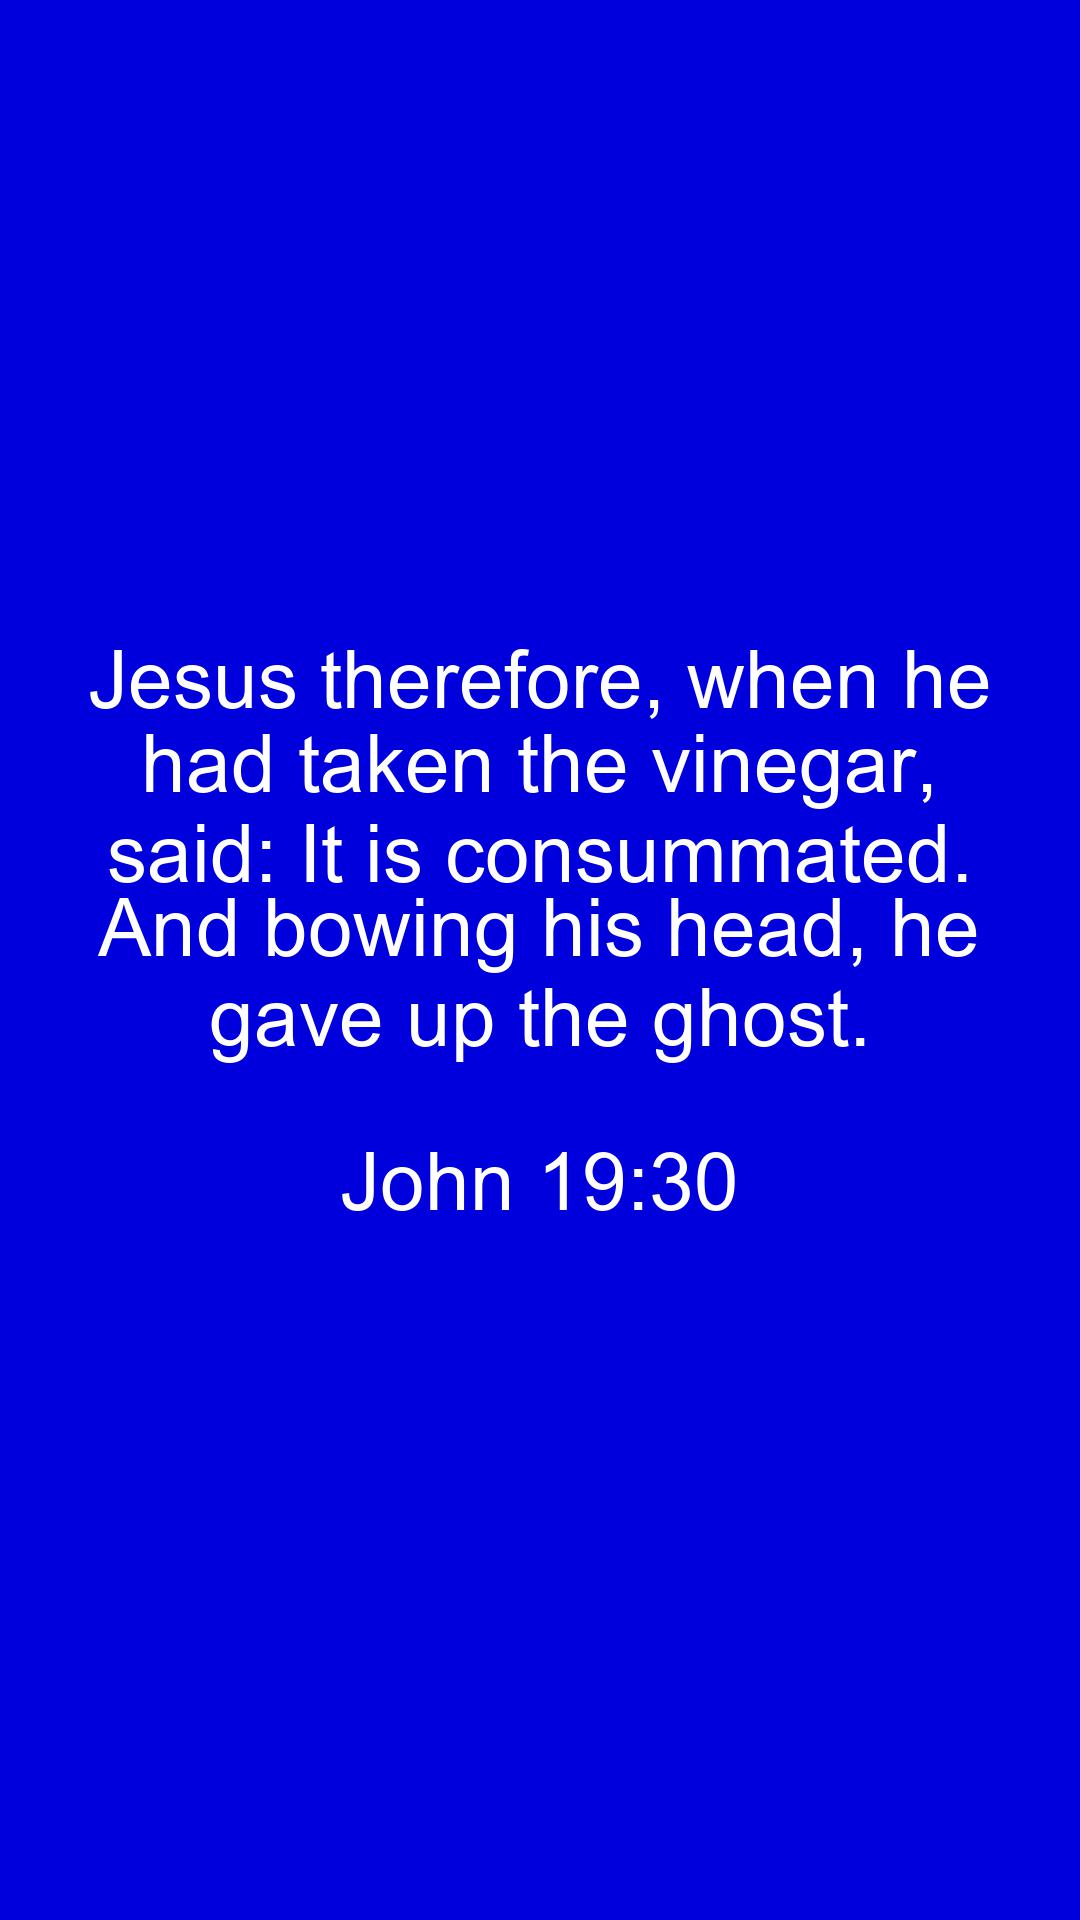 Jesus therefore, when he
had taken the vinegar,
said: It is consummated.
And bowing his head, he
gave up the ghost.
John 19:30